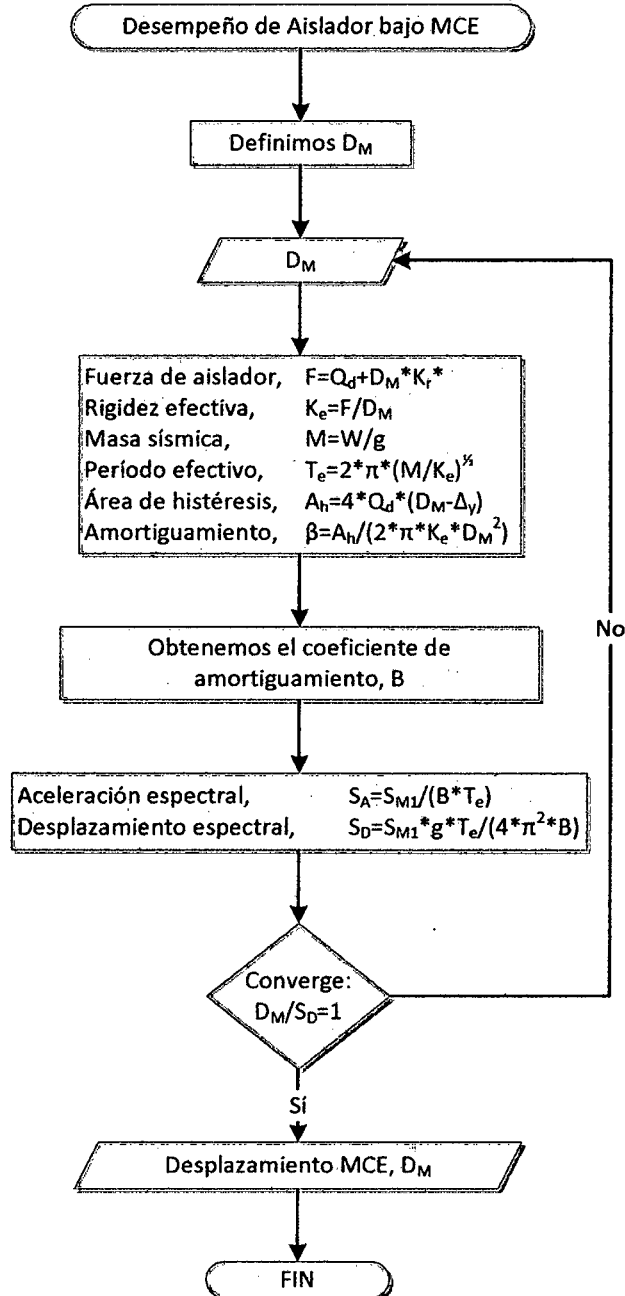 Desempeño de Aislador bajo MCE
Definimos D_M
D_M
Fuerza de aislador, F=Q_d+D_M*K_r*
Rigidez efectiva, K_e=F/D_M
Masa sísmica, M=W/g
Período efectivo, T_e=2*π*(M/K_e)^½
Área de histéresis, A_h=4*Q_d*(D_M-Δ_y)
Amortiguamiento, β=A_h/(2*π*K_e*D_M^2)
No
Obtenemos el coeficiente de
amortiguamiento, B
Aceleración espectral, S_A=S_M1/(B*T_e)
Desplazamiento espectral, S_D=S_M1*g*T_e/(4*π^2*B)
Converge:
D_M/S_D=1
Sí
Desplazamiento MCE, D_M
FIN